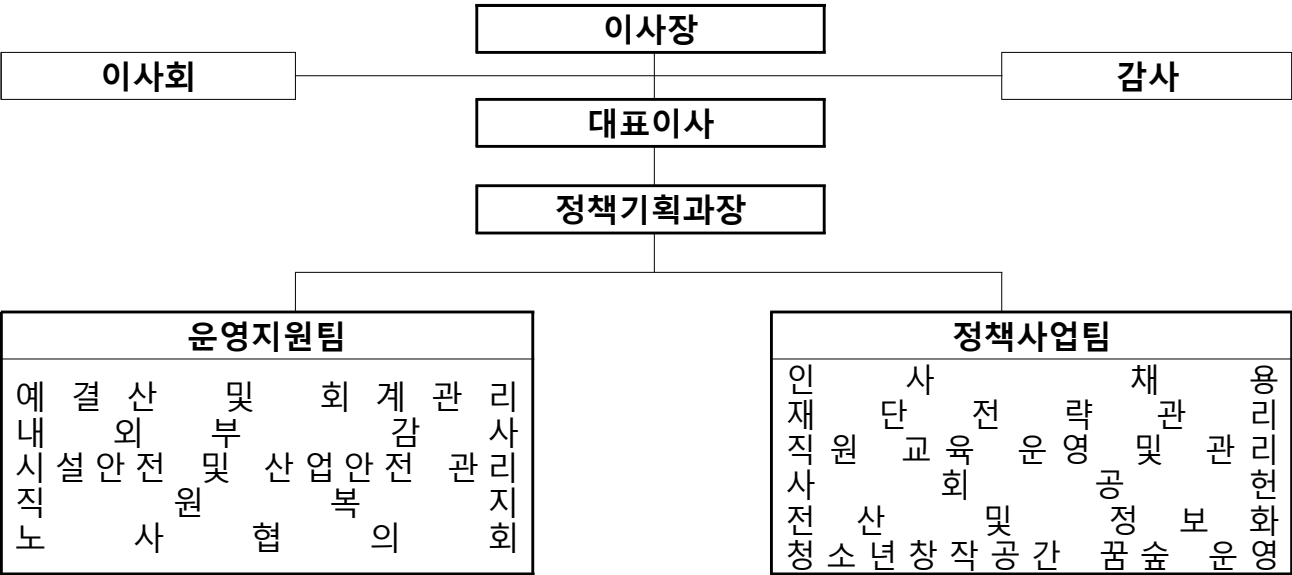 이사장
이사회
감사
대표이사
정책기획과장
운영지원팀
예결산 및 회계관리
내외부 감사
시설안전 및 산업안전 관리
직원복지
노사협의회
정책사업팀
인사 채용
재단전략관리
직원 교육 운영 및 관리
사회공헌
전산 및 정보화
청소년창작공간 꿈숲 운영